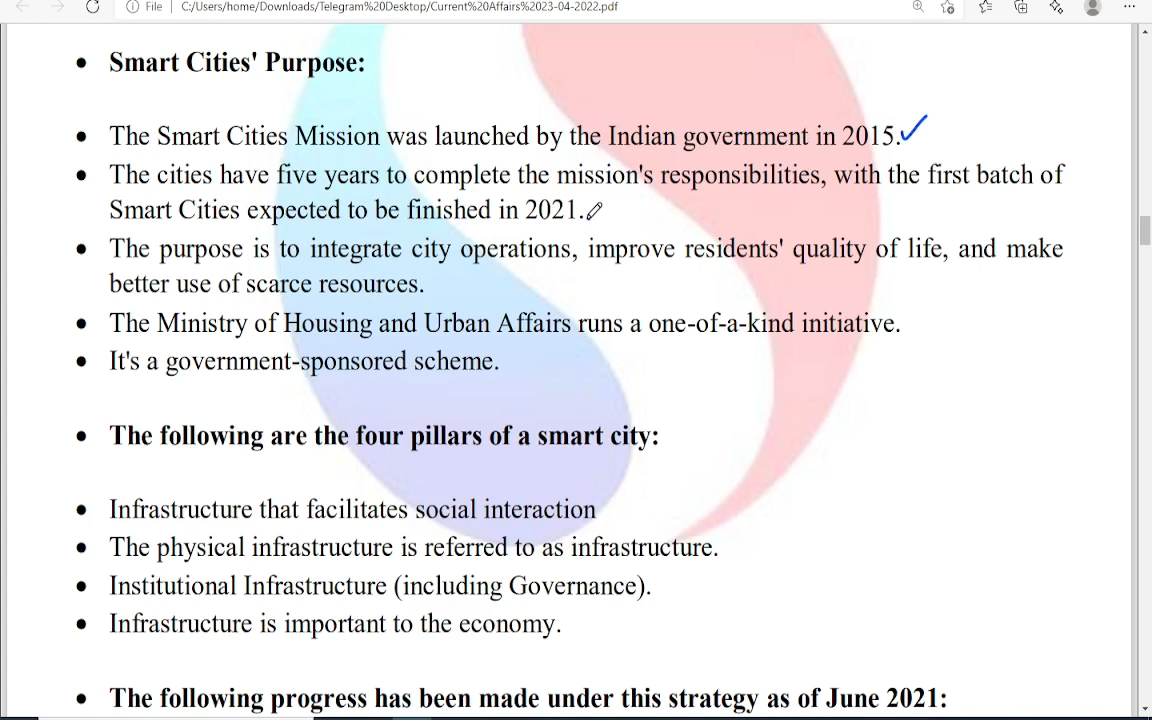 File | C:/Users/home/Downloads/Telegram%20Desktop/Current%20Affairs%2023-04-2022.pdf
• Smart Cities' Purpose:
• The Smart Cities Mission was launched by the Indian government in 2015.
• The cities have five years to complete the mission's responsibilities, with the first batch of
Smart Cities expected to be finished in 2021.
• The purpose is to integrate city operations, improve residents' quality of life, and make
better use of scarce resources.
• The Ministry of Housing and Urban Affairs runs a one-of-a-kind initiative.
• It's a government-sponsored scheme.
• The following are the four pillars of a smart city:
• Infrastructure that facilitates social interaction
• The physical infrastructure is referred to as infrastructure.
• Institutional Infrastructure (including Governance).
• Infrastructure is important to the economy.
• The following progress has been made under this strategy as of June 2021: